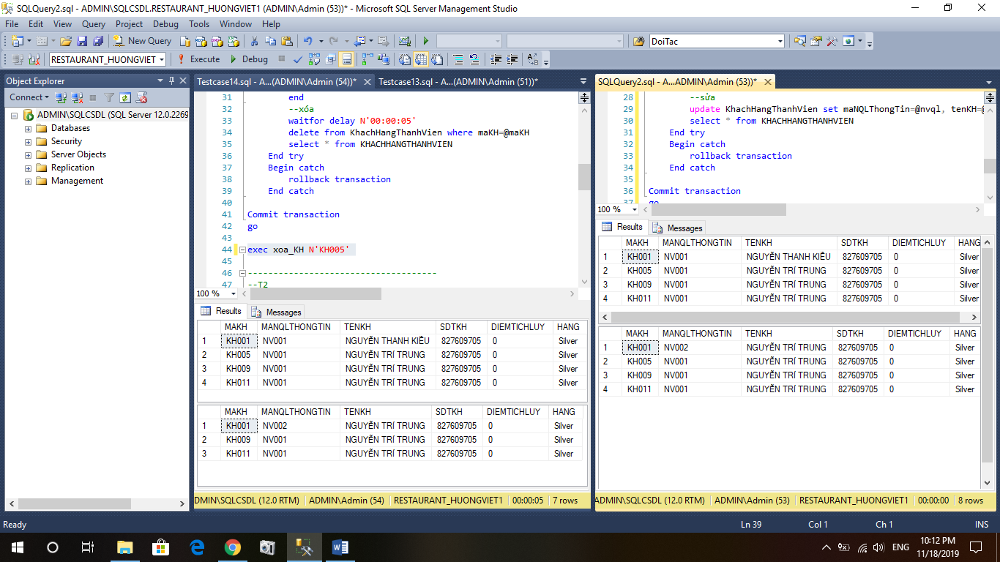 SQLQuery2.sql - ADMIN\SQLCSDL.RESTAURANT_HUONGVIET1 (ADMIN\Admin (53))* - Microsoft SQL Server Management Studio
File Edit View Query Project Debug Tools Window Help
New Query DoiTac
RESTAURANT_HUONGVIET Execute Debug
Object Explorer
Connect
ADMIN\SQLCSDL (SQL Server 12.0.2269
Databases
Security
Server Objects
Replication
Management
Testcase14.sql - A...(ADMIN\Admin (54))* Testcase13.sql - A...(ADMIN\Admin (51))*
31 end
32 --xóa
33 waitfor delay N'00:00:05'
34 delete from KhachHangThanhVien where maKH=@maKH
35 select * from KHACHHANGTHANHVIEN
36 End try
37 Begin catch
38 rollback transaction
39 End catch
40
41 Commit transaction
42 go
43
44 exec xoa_KH N'KH005'
45
46 -------------------------------------
47 --T2
100 %
Results Messages
MAKH MANQLTHONGTIN TENKH SDTKH DIEMTICHLUY HANG
1 KH001 NV001 NGUYỄN THANH KIỀU 827609705 0 Silver
2 KH005 NV001 NGUYỄN TRÍ TRUNG 827609705 0 Silver
3 KH009 NV001 NGUYỄN TRÍ TRUNG 827609705 0 Silver
4 KH011 NV001 NGUYỄN TRÍ TRUNG 827609705 0 Silver
MAKH MANQLTHONGTIN TENKH SDTKH DIEMTICHLUY HANG
1 KH001 NV002 NGUYỄN TRÍ TRUNG 827609705 0 Silver
2 KH009 NV001 NGUYỄN TRÍ TRUNG 827609705 0 Silver
3 KH011 NV001 NGUYỄN TRÍ TRUNG 827609705 0 Silver
DMIN\SQLCSDL (12.0 RTM) ADMIN\Admin (54) RESTAURANT_HUONGVIET1 00:00:05 7 rows
SQLQuery2.sql - A...ADMIN\Admin (53))*
28 --sửa
29 update KhachHangThanhVien set maNQLThongTin=@nvql, tenKH=@
30 select * from KHACHHANGTHANHVIEN
31 End try
32 Begin catch
33 rollback transaction
34 End catch
35
36 Commit transaction
37 go
100 %
Results Messages
MAKH MANQLTHONGTIN TENKH SDTKH DIEMTICHLUY HANG
1 KH001 NV001 NGUYỄN THANH KIỀU 827609705 0 Silver
2 KH005 NV001 NGUYỄN TRÍ TRUNG 827609705 0 Silver
3 KH009 NV001 NGUYỄN TRÍ TRUNG 827609705 0 Silver
4 KH011 NV001 NGUYỄN TRÍ TRUNG 827609705 0 Silver
MAKH MANQLTHONGTIN TENKH SDTKH DIEMTICHLUY HANG
1 KH001 NV002 NGUYỄN TRÍ TRUNG 827609705 0 Silver
2 KH005 NV001 NGUYỄN TRÍ TRUNG 827609705 0 Silver
3 KH009 NV001 NGUYỄN TRÍ TRUNG 827609705 0 Silver
4 KH011 NV001 NGUYỄN TRÍ TRUNG 827609705 0 Silver
ADMIN\SQLCSDL (12.0 RTM) ADMIN\Admin (53) RESTAURANT_HUONGVIET1 00:00:00 8 rows
Ready Ln 39 Col 1 Ch 1 INS
ENG 10:12 PM
11/18/2019